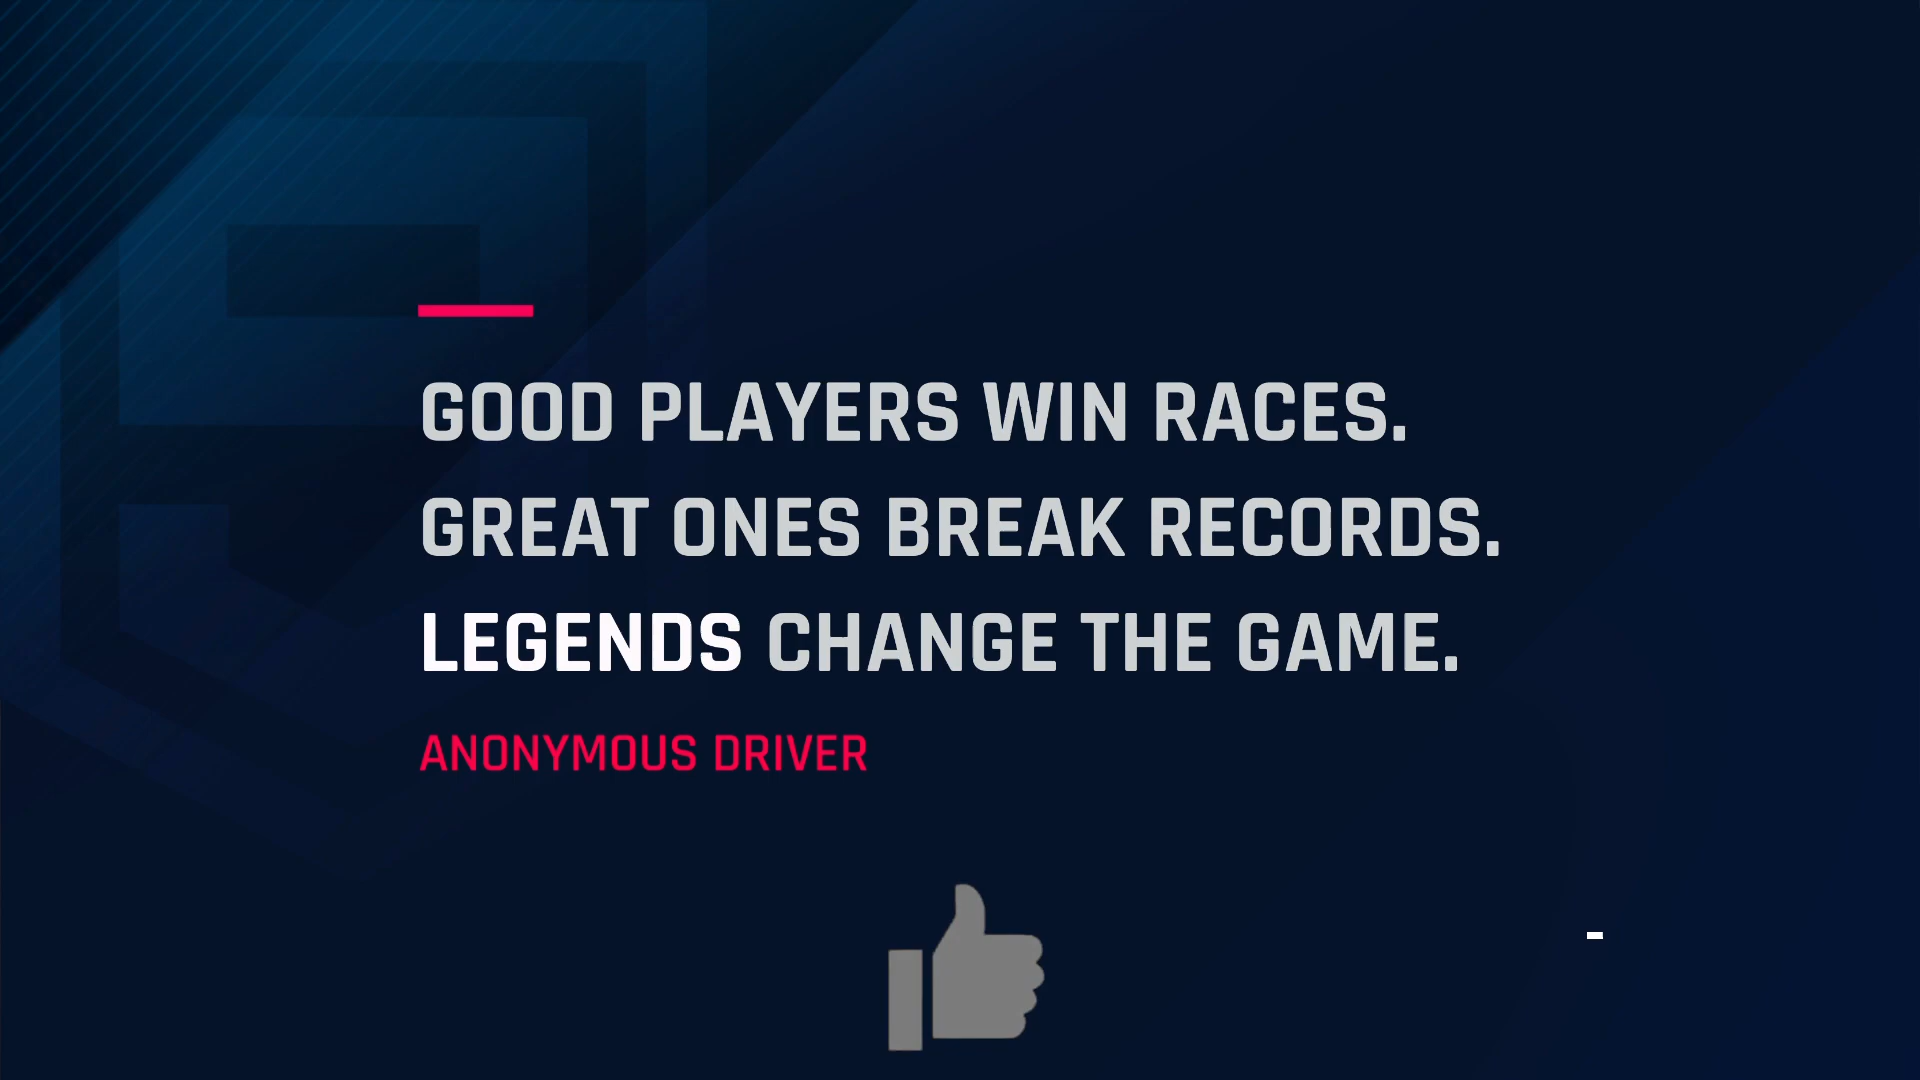 GOOD PLAYERS WIN RACES.
GREAT ONES BREAK RECORDS.
LEGENDS CHANGE THE GAME.
ANONYMOUS DRIVER
-